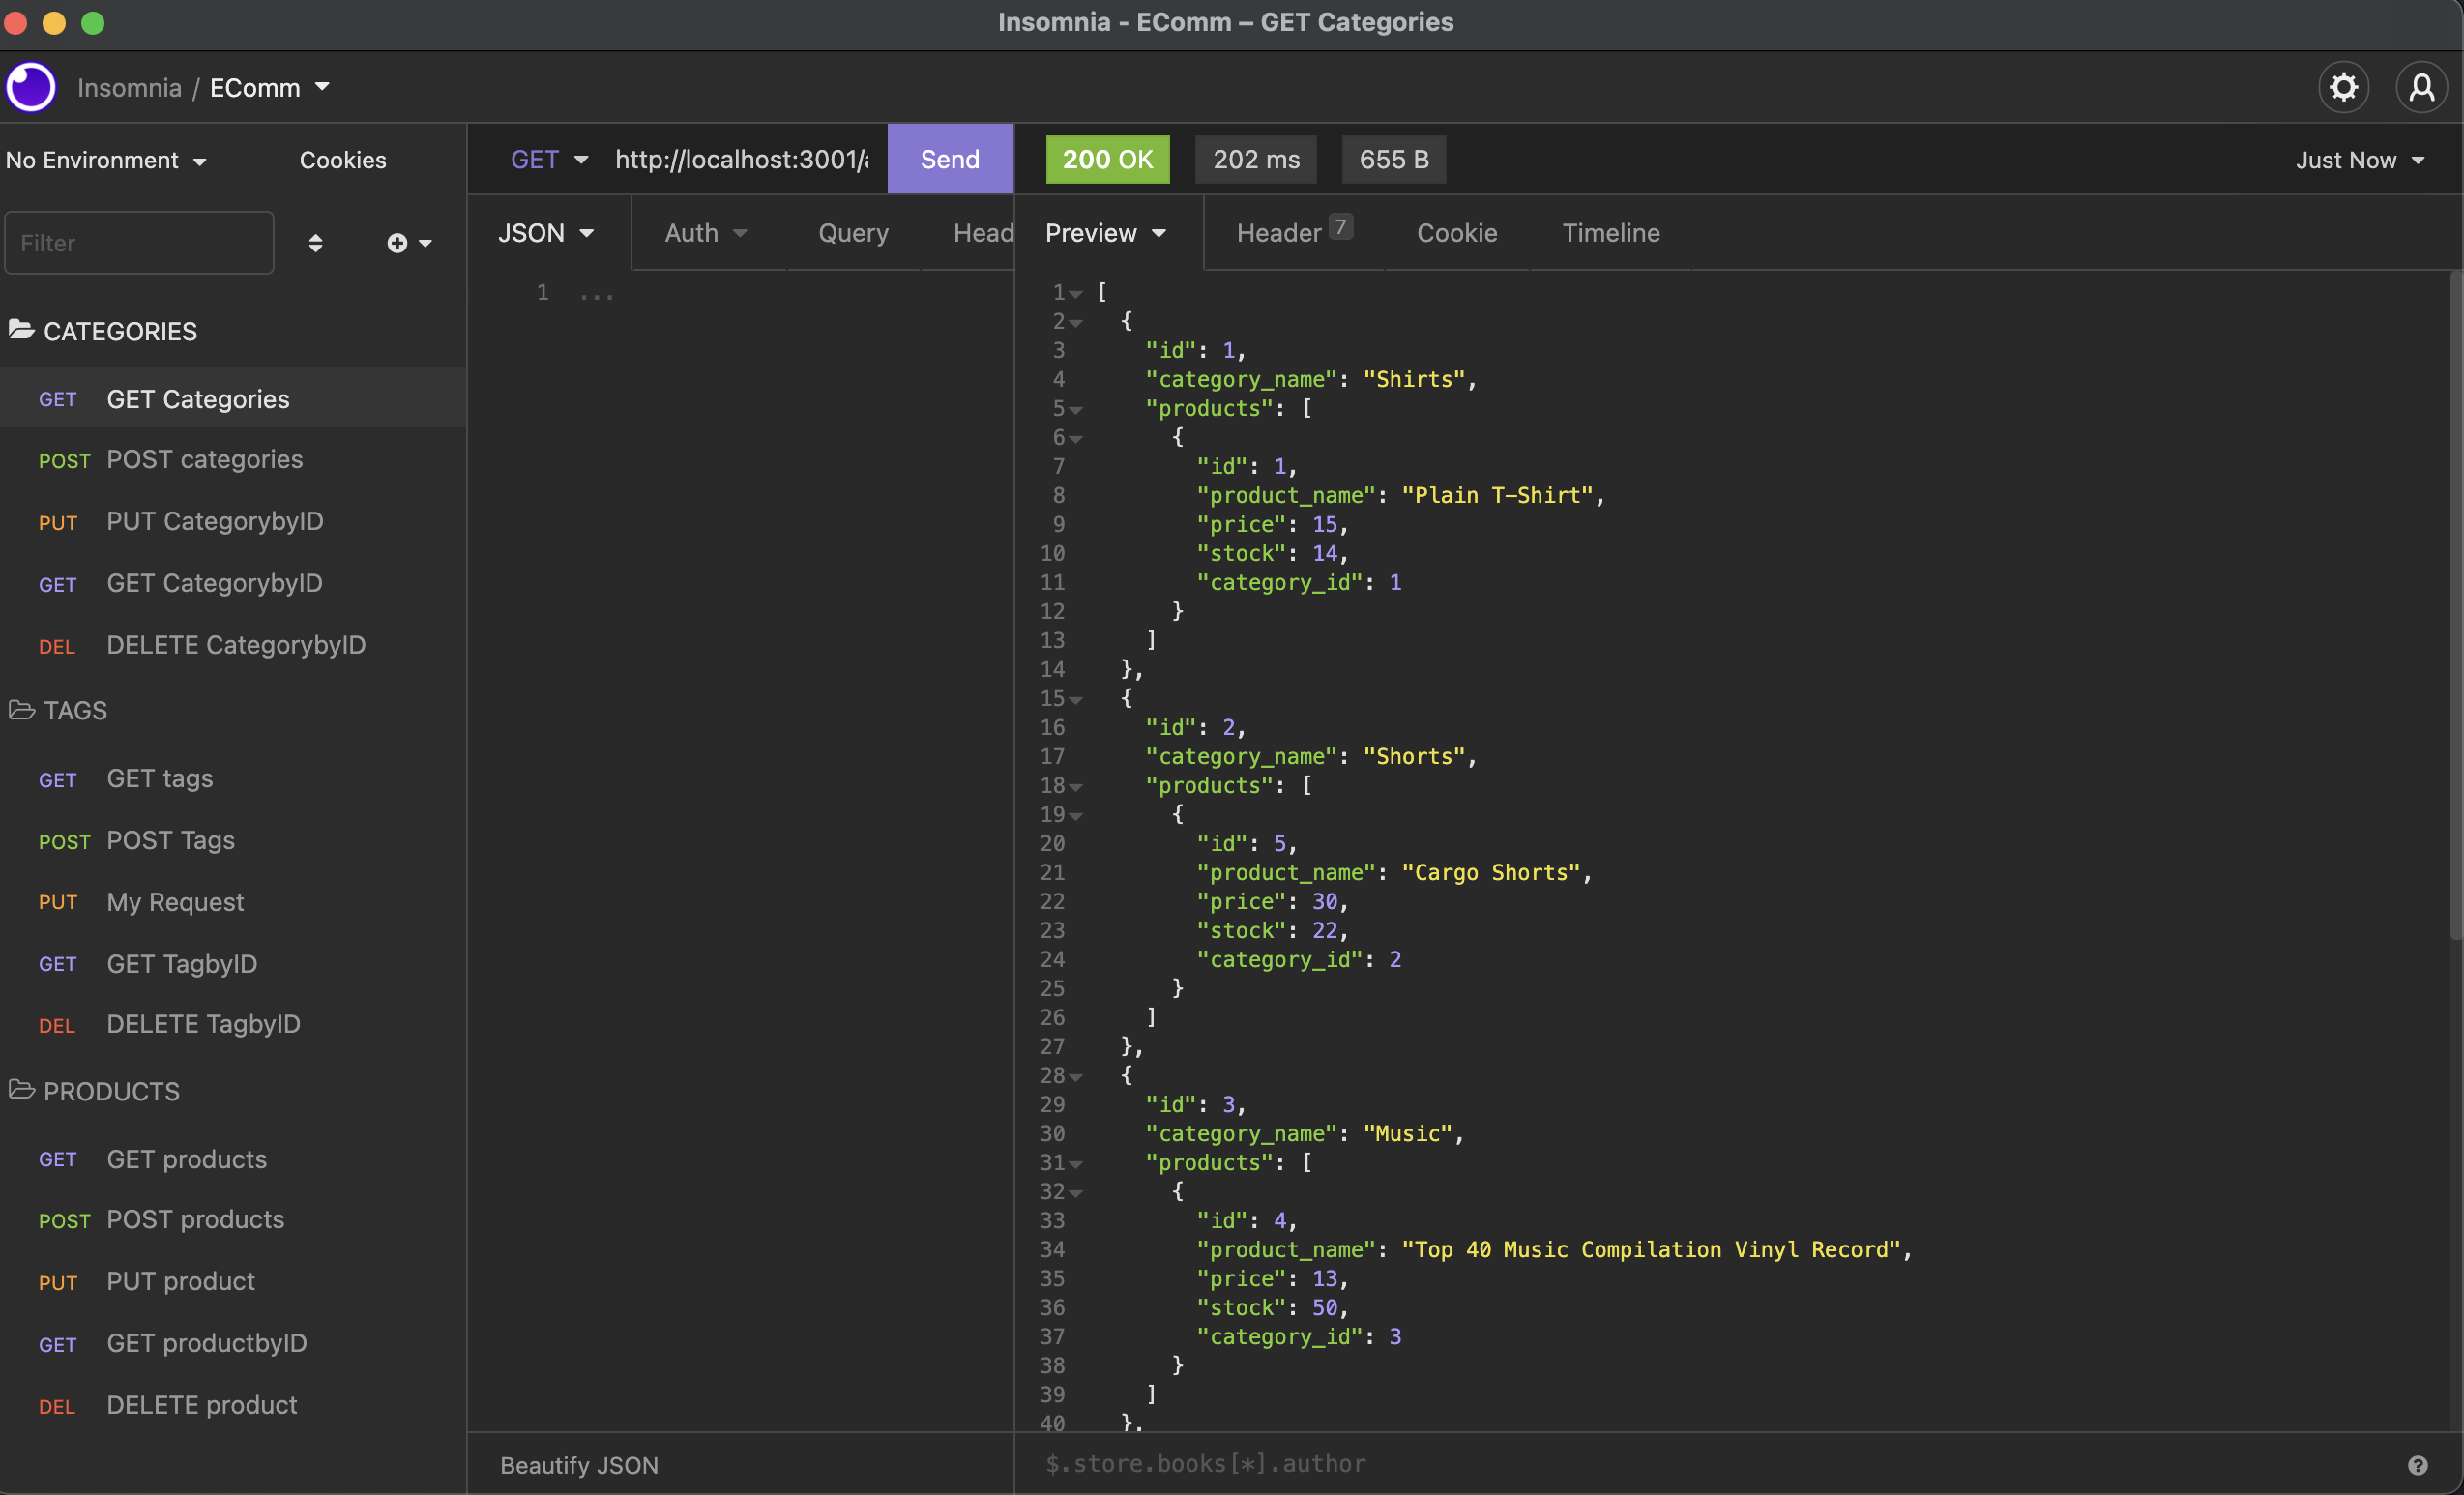 Insomnia - EComm – GET Categories
Insomnia / EComm
No Environment
Cookies
Filter
CATEGORIES
GET GET Categories
POST POST categories
PUT PUT CategorybyID
GET GET CategorybyID
DEL DELETE CategorybyID
TAGS
GET GET tags
POST POST Tags
PUT My Request
GET GET TagbyID
DEL DELETE TagbyID
PRODUCTS
GET GET products
POST POST products
PUT PUT product
GET GET productbyID
DEL DELETE product
GET http://localhost:3001/a Send
JSON Auth Query Head
1 ...
Beautify JSON
200 OK 202 ms 655 B Just Now
Preview Header 7 Cookie Timeline
1 [
2 {
3 "id": 1,
4 "category_name": "Shirts",
5 "products": [
6 {
7 "id": 1,
8 "product_name": "Plain T-Shirt",
9 "price": 15,
10 "stock": 14,
11 "category_id": 1
12 }
13 ]
14 },
15 {
16 "id": 2,
17 "category_name": "Shorts",
18 "products": [
19 {
20 "id": 5,
21 "product_name": "Cargo Shorts",
22 "price": 30,
23 "stock": 22,
24 "category_id": 2
25 }
26 ]
27 },
28 {
29 "id": 3,
30 "category_name": "Music",
31 "products": [
32 {
33 "id": 4,
34 "product_name": "Top 40 Music Compilation Vinyl Record",
35 "price": 13,
36 "stock": 50,
37 "category_id": 3
38 }
39 ]
40 },
$.store.books[*].author